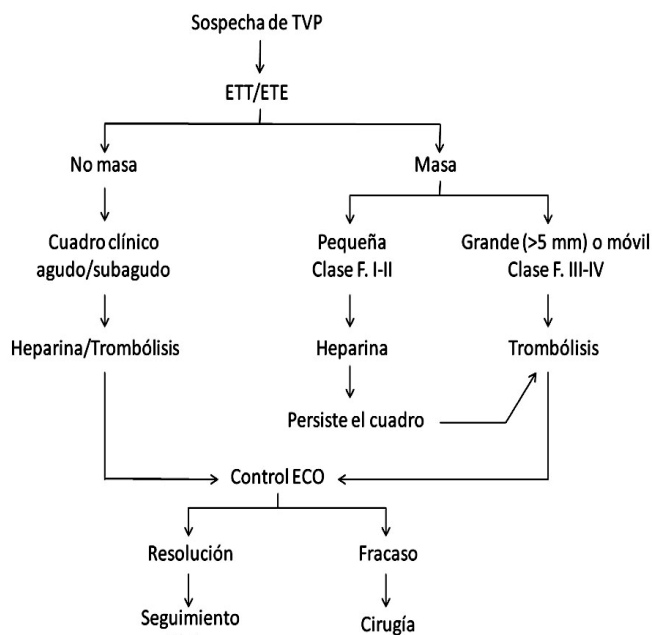 Sospecha de TVP
ETT/ETE
No masa
Masa
Cuadro clínico
agudo/subagudo
Pequeña
Clase F. I-II
Grande (>5 mm) o móvil
Clase F. III-IV
Heparina/Trombólisis
Heparina
Trombólisis
Persiste el cuadro
Control ECO
Resolución
Fracaso
Seguimiento
Cirugía